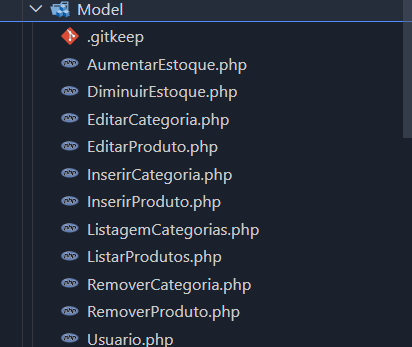 Model
.gitkeep
AumentarEstoque.php
DiminuirEstoque.php
EditarCategoria.php
EditarProduto.php
InserirCategoria.php
InserirProduto.php
ListagemCategorias.php
ListarProdutos.php
RemoverCategoria.php
RemoverProduto.php
Usuario.php